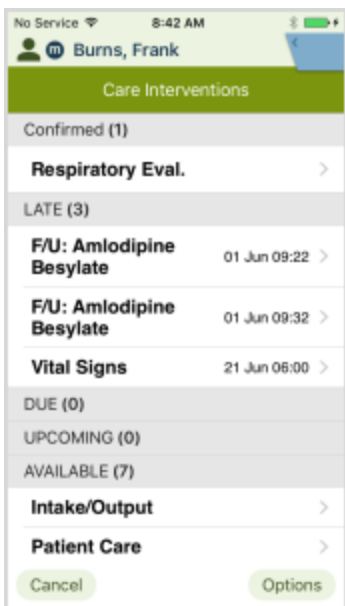 No Service 8:42 AM
m Burns, Frank
Care Interventions
Confirmed (1)
Respiratory Eval.
LATE (3)
F/U: Amlodipine
Besylate 01 Jun 09:22
F/U: Amlodipine
Besylate 01 Jun 09:32
Vital Signs 21 Jun 06:00
DUE (0)
UPCOMING (0)
AVAILABLE (7)
Intake/Output
Patient Care
Cancel Options